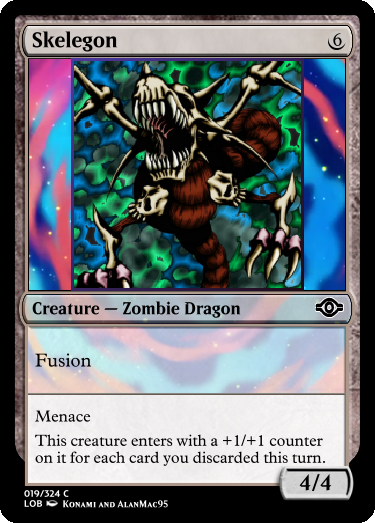 Skelegon 6
Creature — Zombie Dragon
Fusion
Menace
This creature enters with a +1/+1 counter
on it for each card you discarded this turn.
4/4
019/324 C
LOB Konami and AlanMac95